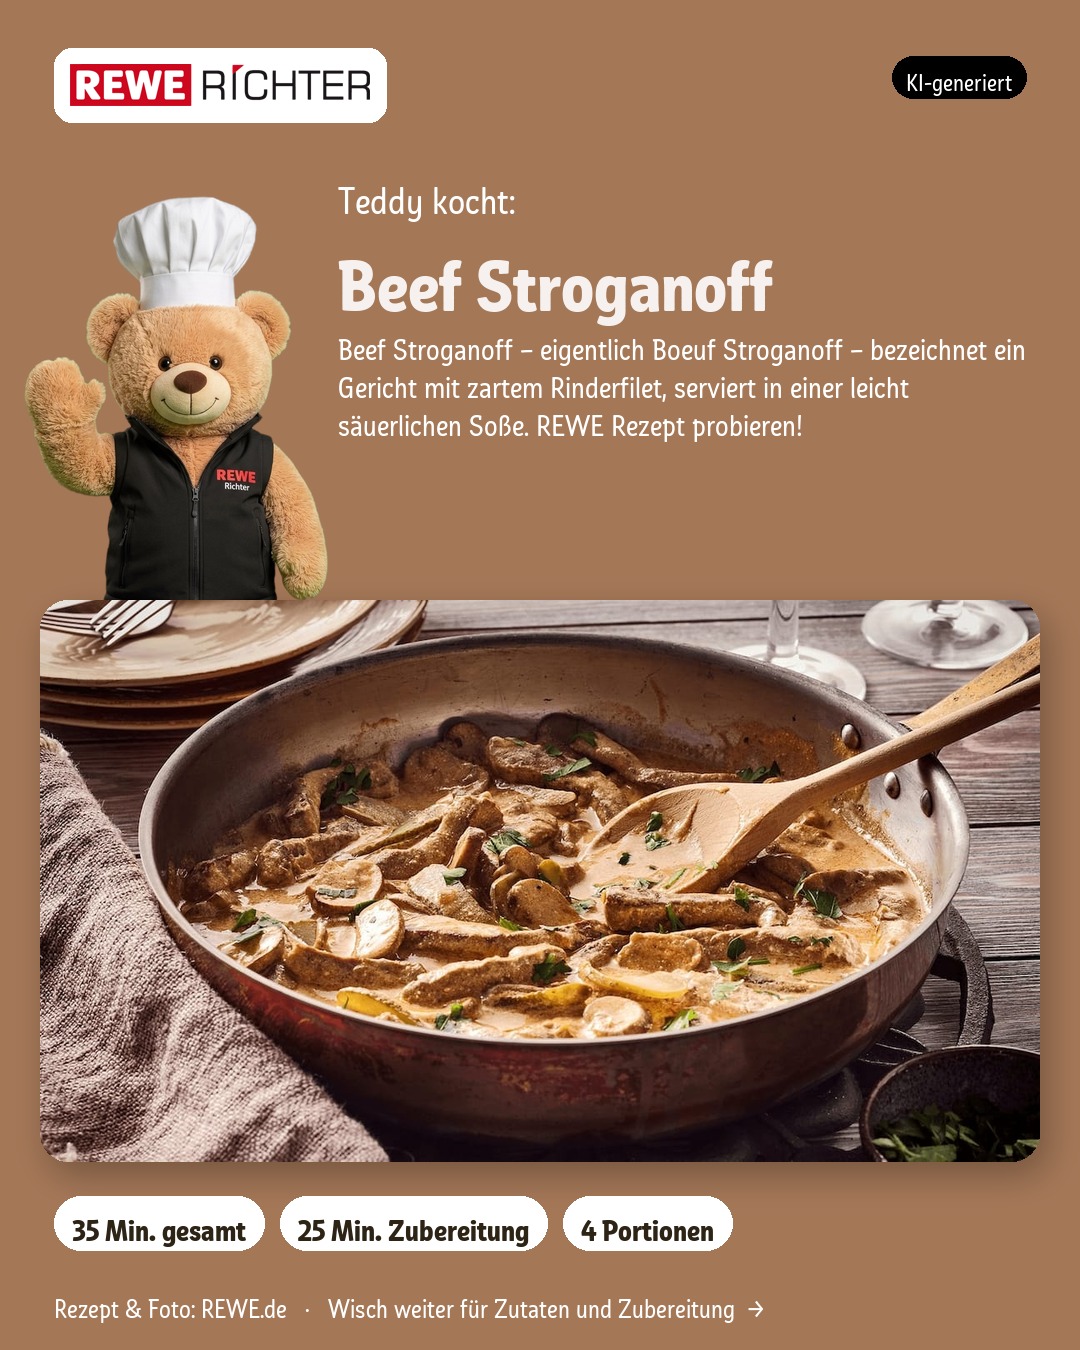 REWE RICHTER
KI-generiert
Teddy kocht:
Beef Stroganoff
Beef Stroganoff – eigentlich Boeuf Stroganoff – bezeichnet ein
Gericht mit zartem Rinderfilet, serviert in einer leicht
säuerlichen Soße. REWE Rezept probieren!
REWE
Richter
35 Min. gesamt
25 Min. Zubereitung
4 Portionen
Rezept & Foto: REWE.de · Wisch weiter für Zutaten und Zubereitung →